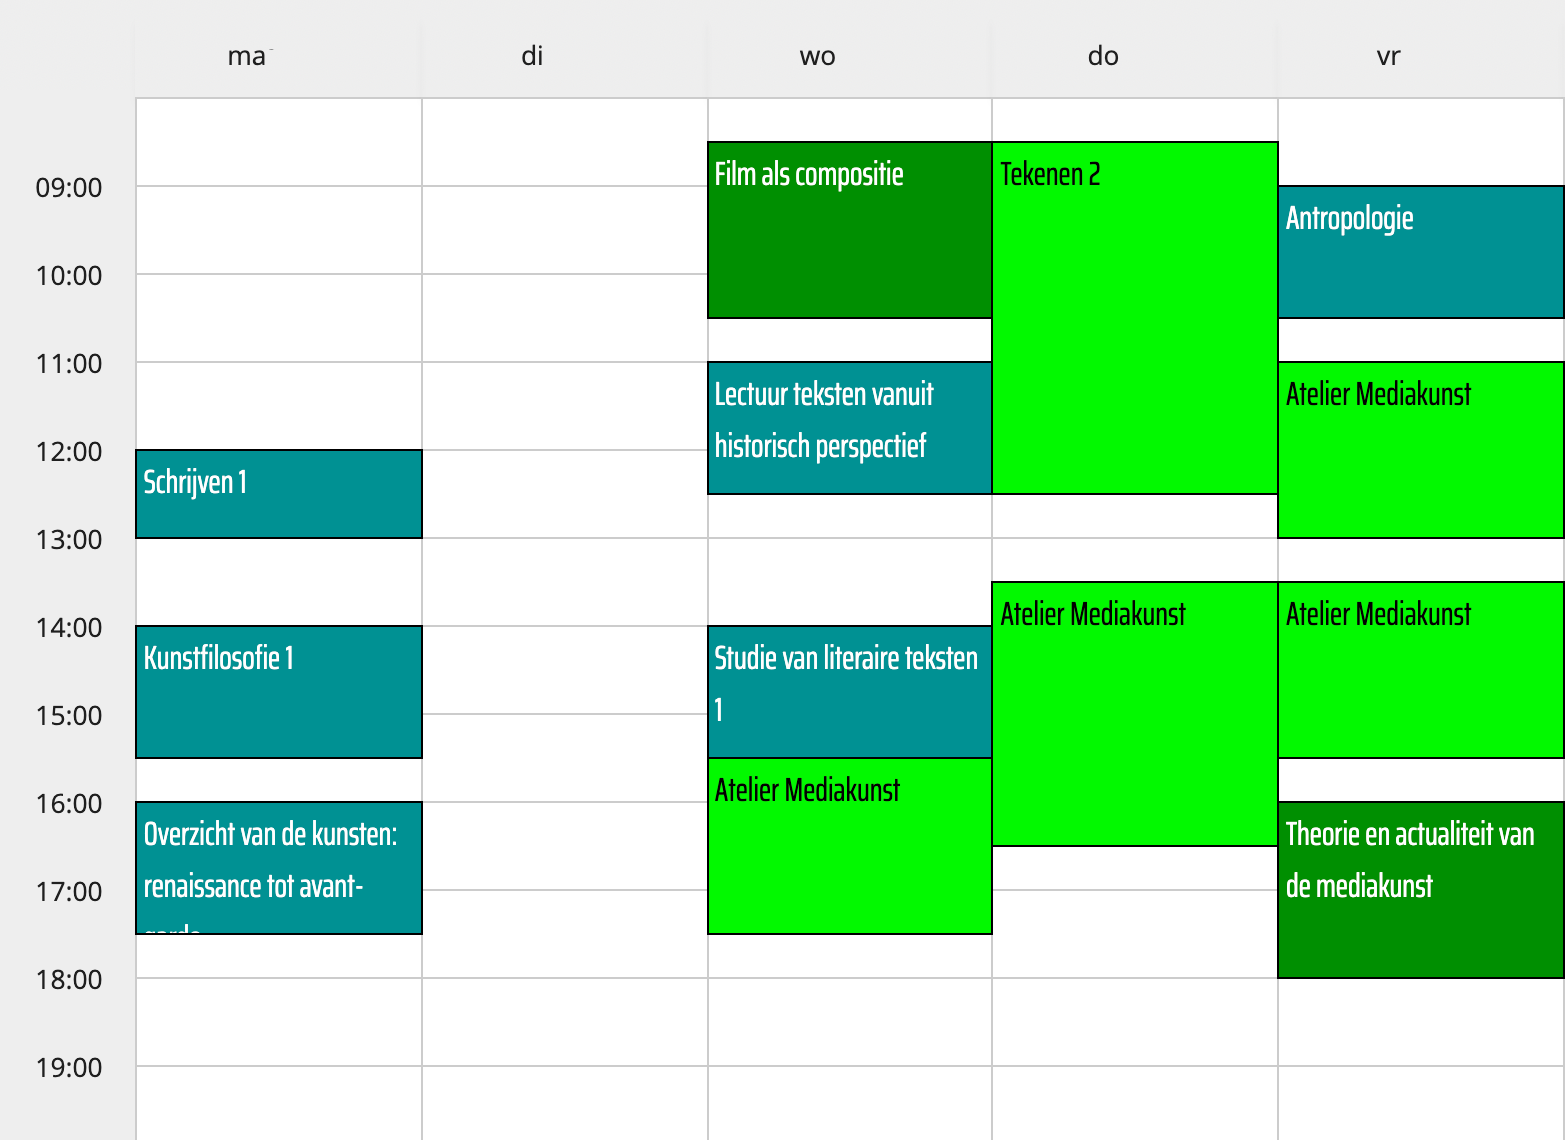 ma
di
wo
do
vr
09:00
10:00
11:00
12:00
13:00
14:00
15:00
16:00
17:00
18:00
19:00
Schrijven 1
Kunstfilosofie 1
Overzicht van de kunsten:
renaissance tot avant-
Film als compositie
Lectuur teksten vanuit
historisch perspectief
Studie van literaire teksten
1
Atelier Mediakunst
Tekenen 2
Atelier Mediakunst
Antropologie
Atelier Mediakunst
Atelier Mediakunst
Theorie en actualiteit van
de mediakunst